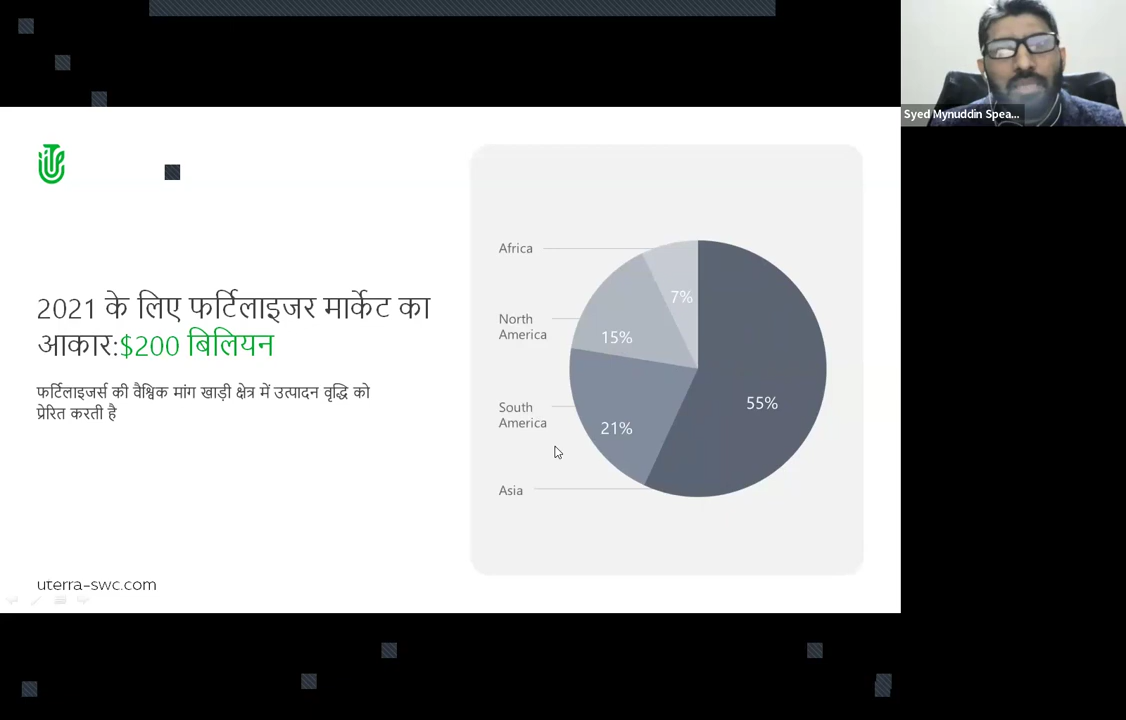 Syed Mynuddin Spea...
2021 के लिए फर्टिलाइजर मार्केट का
आकार:$200 बिलियन
फर्टिलाइजर्स की वैश्विक मांग खाड़ी क्षेत्र में उत्पादन वृद्धि को
प्रेरित करती है
Africa
7%
North
America
15%
South
America
21%
55%
Asia
uterra-swc.com